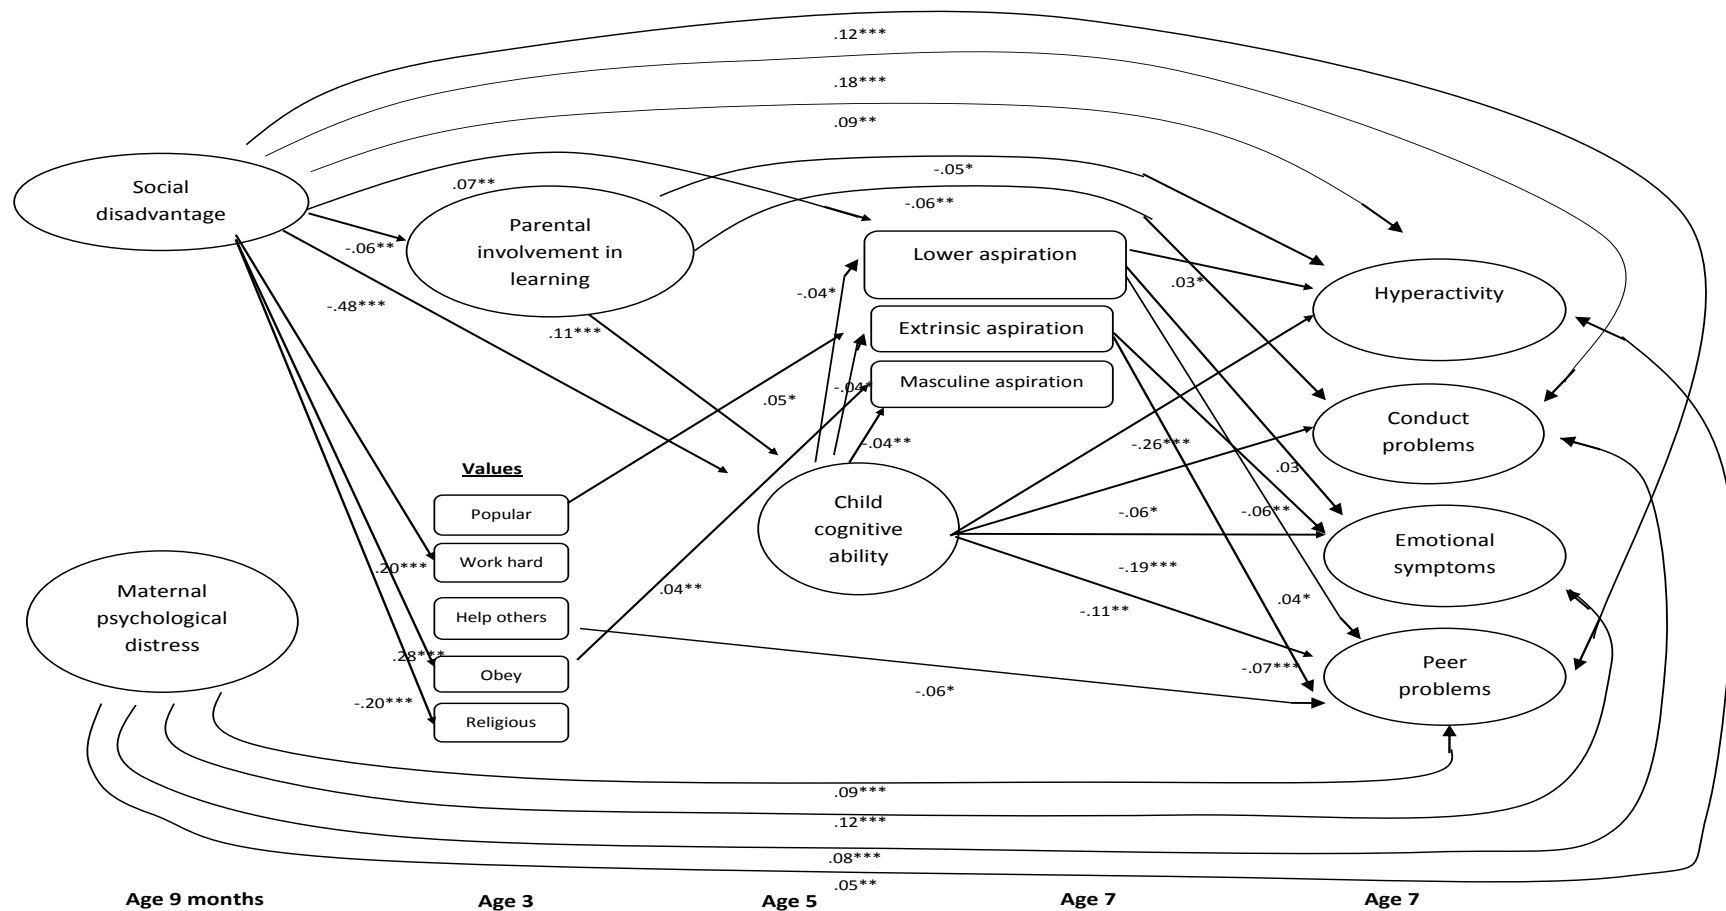 .12***
.18***
.09**
Social
disadvantage
.07**
-.05*
-.06**
Parental
involvement in
learning
-.06**
Lower aspiration
-.04*
.03*
Hyperactivity
-.48***
.11***
Extrinsic aspiration
Masculine aspiration
-.04*
.05*
-.04**
Conduct
problems
-.26***
.03
Values
Popular
Work hard
Help others
Obey
Religious
Child
cognitive
ability
-.06*
-.06**
Emotional
symptoms
.20***
-.19***
.04**
-.11**
.04*
Maternal
psychological
distress
.28***
-.07***
Peer
problems
-.20***
-.06*
.09***
.12***
.08***
.05**
Age 9 months
Age 3
Age 5
Age 7
Age 7